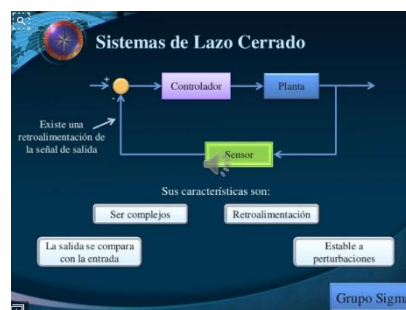 Sistemas de Lazo Cerrado
+
-
Controlador
Planta
Existe una
retroalimentación de
la señal de salida
Sensor
Sus características son:
Ser complejos
Retroalimentación
La salida se compara
con la entrada
Estable a
perturbaciones
Grupo Sigma